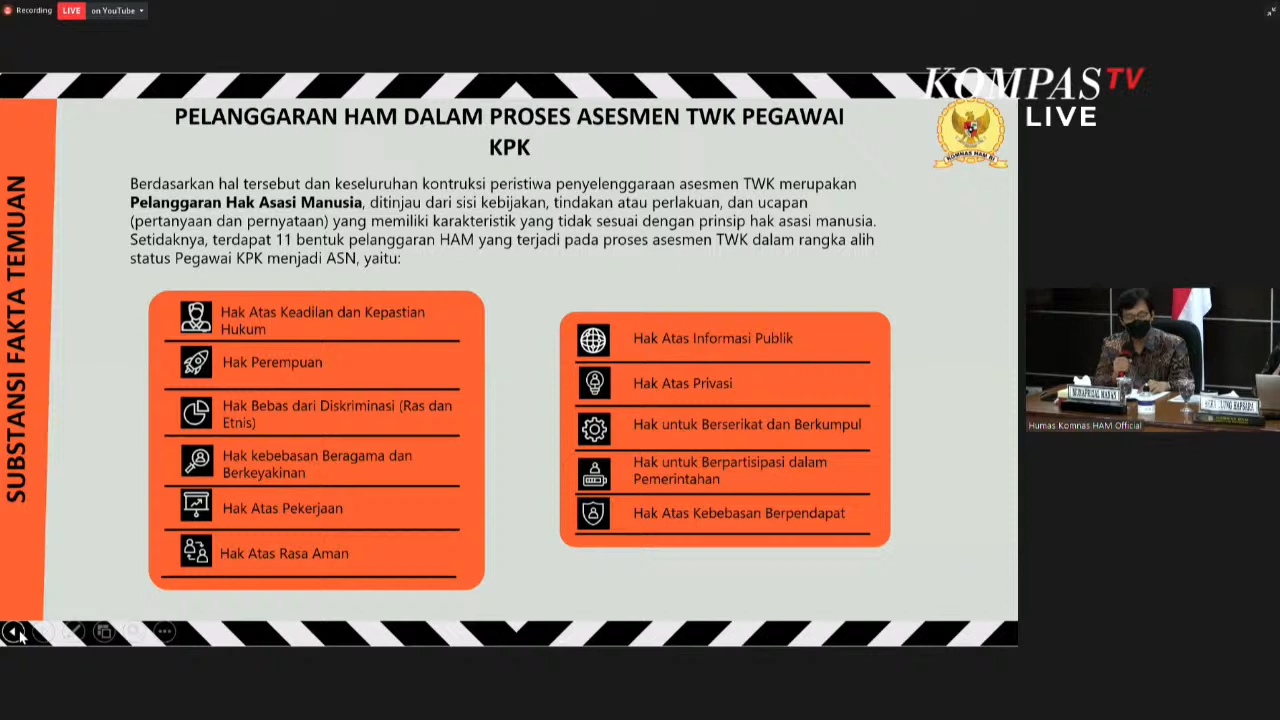 Recording
LIVE
on YouTube
KOMPAS TV
LIVE
KOMNAS HAM RI
SUBSTANSI FAKTA TEMUAN
PELANGGARAN HAM DALAM PROSES ASESMEN TWK PEGAWAI
KPK
Berdasarkan hal tersebut dan keseluruhan kontruksi peristiwa penyelenggaraan asesmen TWK merupakan
Pelanggaran Hak Asasi Manusia, ditinjau dari sisi kebijakan, tindakan atau perlakuan, dan ucapan
(pertanyaan dan pernyataan) yang memiliki karakteristik yang tidak sesuai dengan prinsip hak asasi manusia.
Setidaknya, terdapat 11 bentuk pelanggaran HAM yang terjadi pada proses asesmen TWK dalam rangka alih
status Pegawai KPK menjadi ASN, yaitu:
Hak Atas Keadilan dan Kepastian
Hukum
Hak Perempuan
Hak Bebas dari Diskriminasi (Ras dan
Etnis)
Hak kebebasan Beragama dan
Berkeyakinan
Hak Atas Pekerjaan
Hak Atas Rasa Aman
Hak Atas Informasi Publik
Hak Atas Privasi
Hak untuk Berserikat dan Berkumpul
Hak untuk Berpartisipasi dalam
Pemerintahan
Hak Atas Kebebasan Berpendapat
Humas Komnas HAM Official